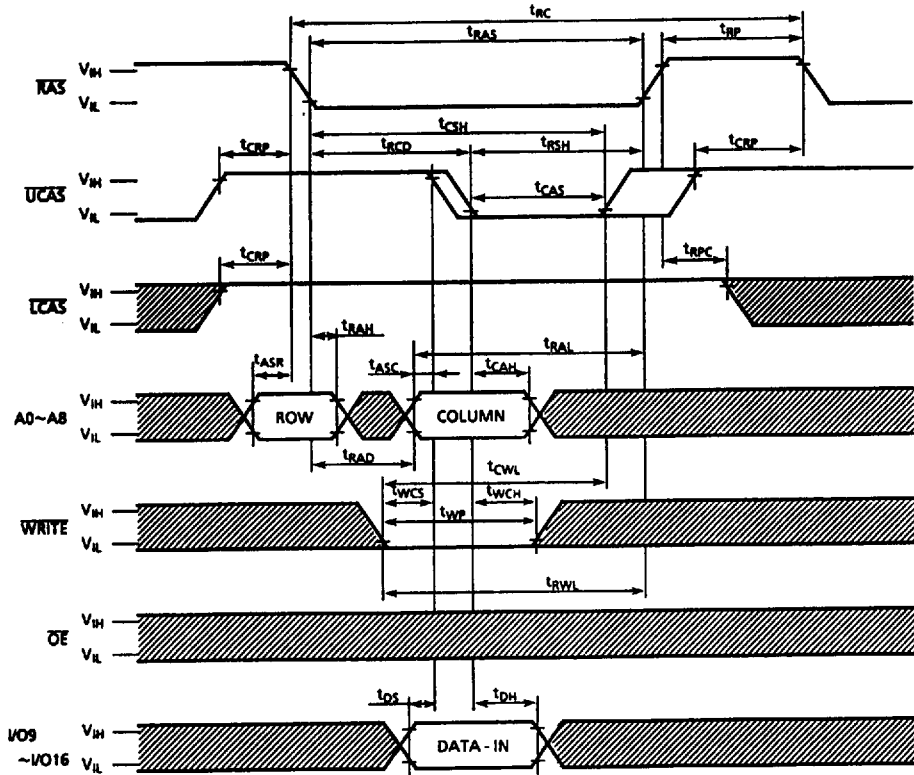 tRC
tRAS
tRP
RAS
VIH
VIL
tCSH
tCRP
tRCD
tRSH
tCRP
UCAS
VIH
VIL
tCAS
tCRP
tRPC
LCAS
VIH
VIL
tRAH
tRAL
tASR
tASC
tCAH
A0~A8
VIH
VIL
ROW
COLUMN
tRAD
tCWL
tWCS
tWCH
tWP
WRITE
VIH
VIL
tRWL
OE
VIH
VIL
tDS
tDH
I/O9
~I/O16
VIH
VIL
DATA - IN